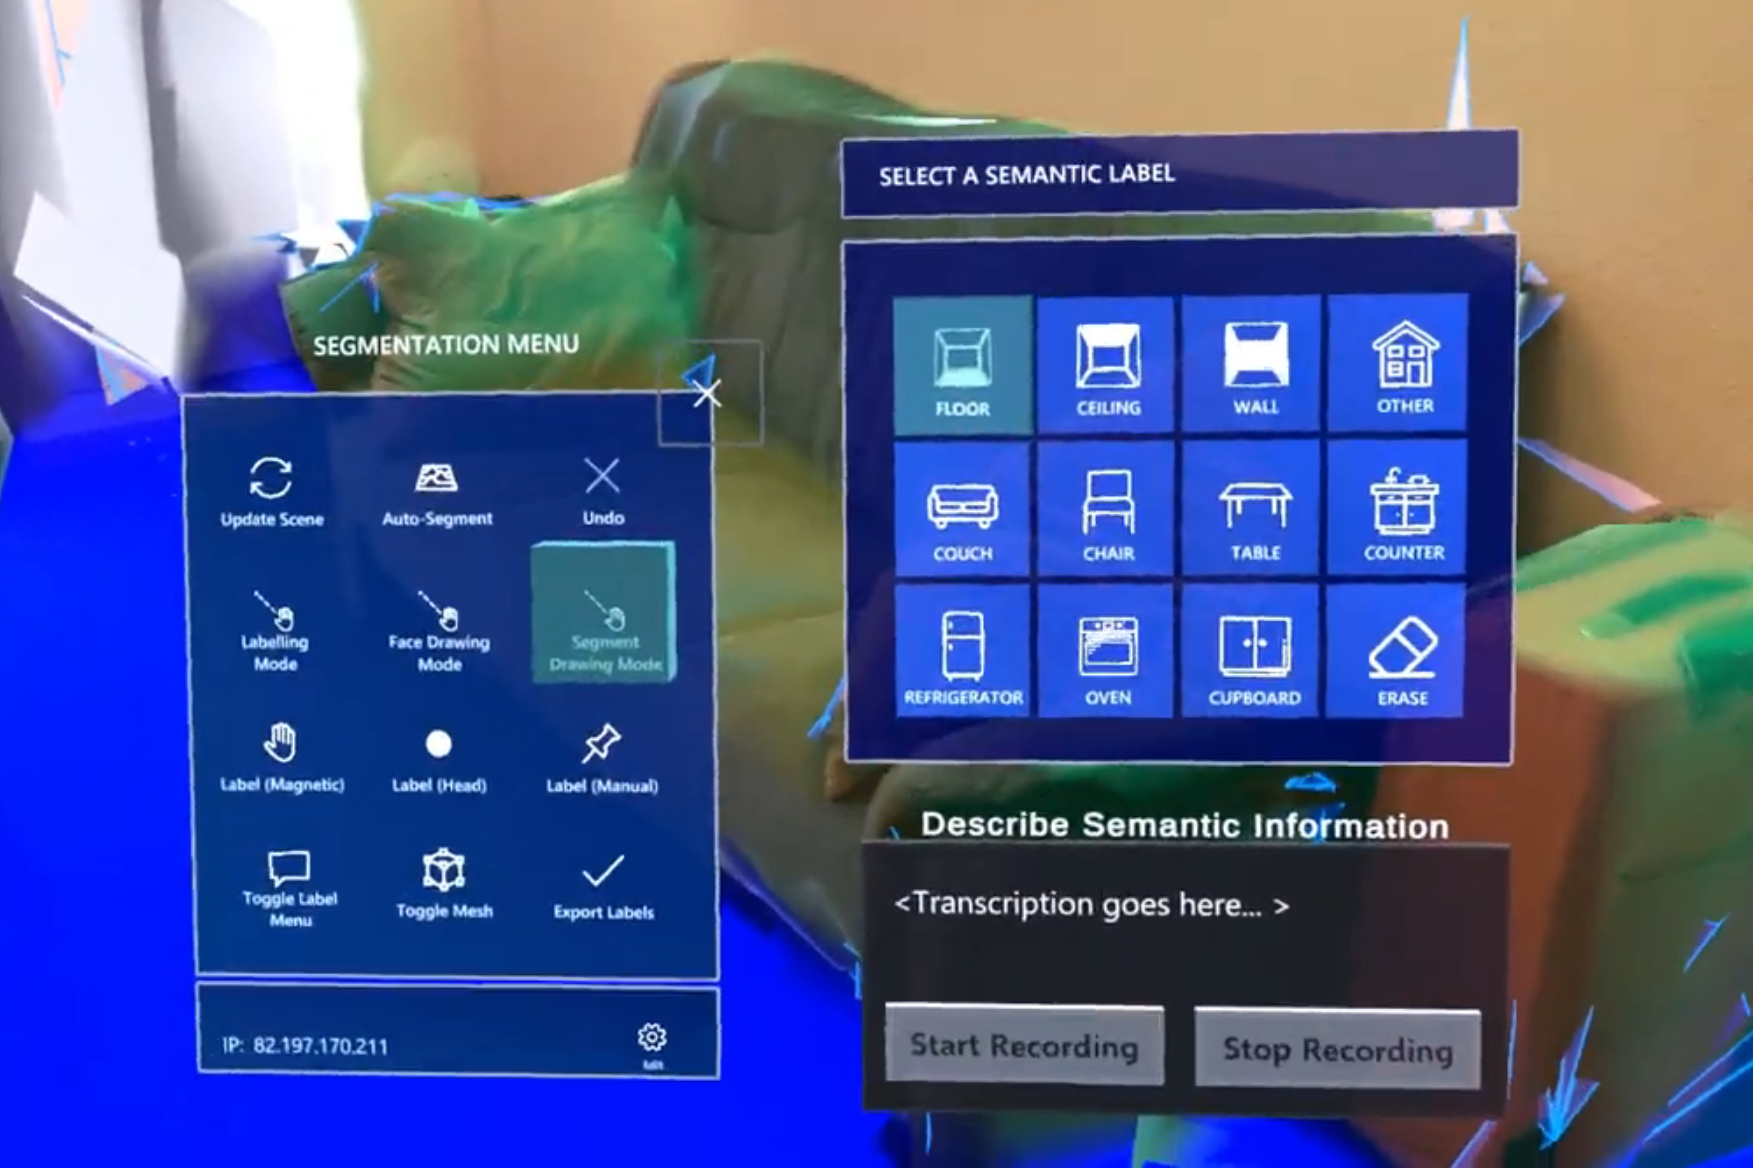 SEGMENTATION MENU
Update Scene
Auto-Segment
Undo
Labelling
Mode
Face Drawing
Mode
Segment
Drawing Mode
Label (Magnetic)
Label (Head)
Label (Manual)
Toggle Label
Menu
Toggle Mesh
Export Labels
IP: 82.197.170.211
Edit
SELECT A SEMANTIC LABEL
FLOOR
CEILING
WALL
OTHER
COUCH
CHAIR
TABLE
COUNTER
REFRIGERATOR
OVEN
CUPBOARD
ERASE
Describe Semantic Information
<Transcription goes here... >
Start Recording
Stop Recording